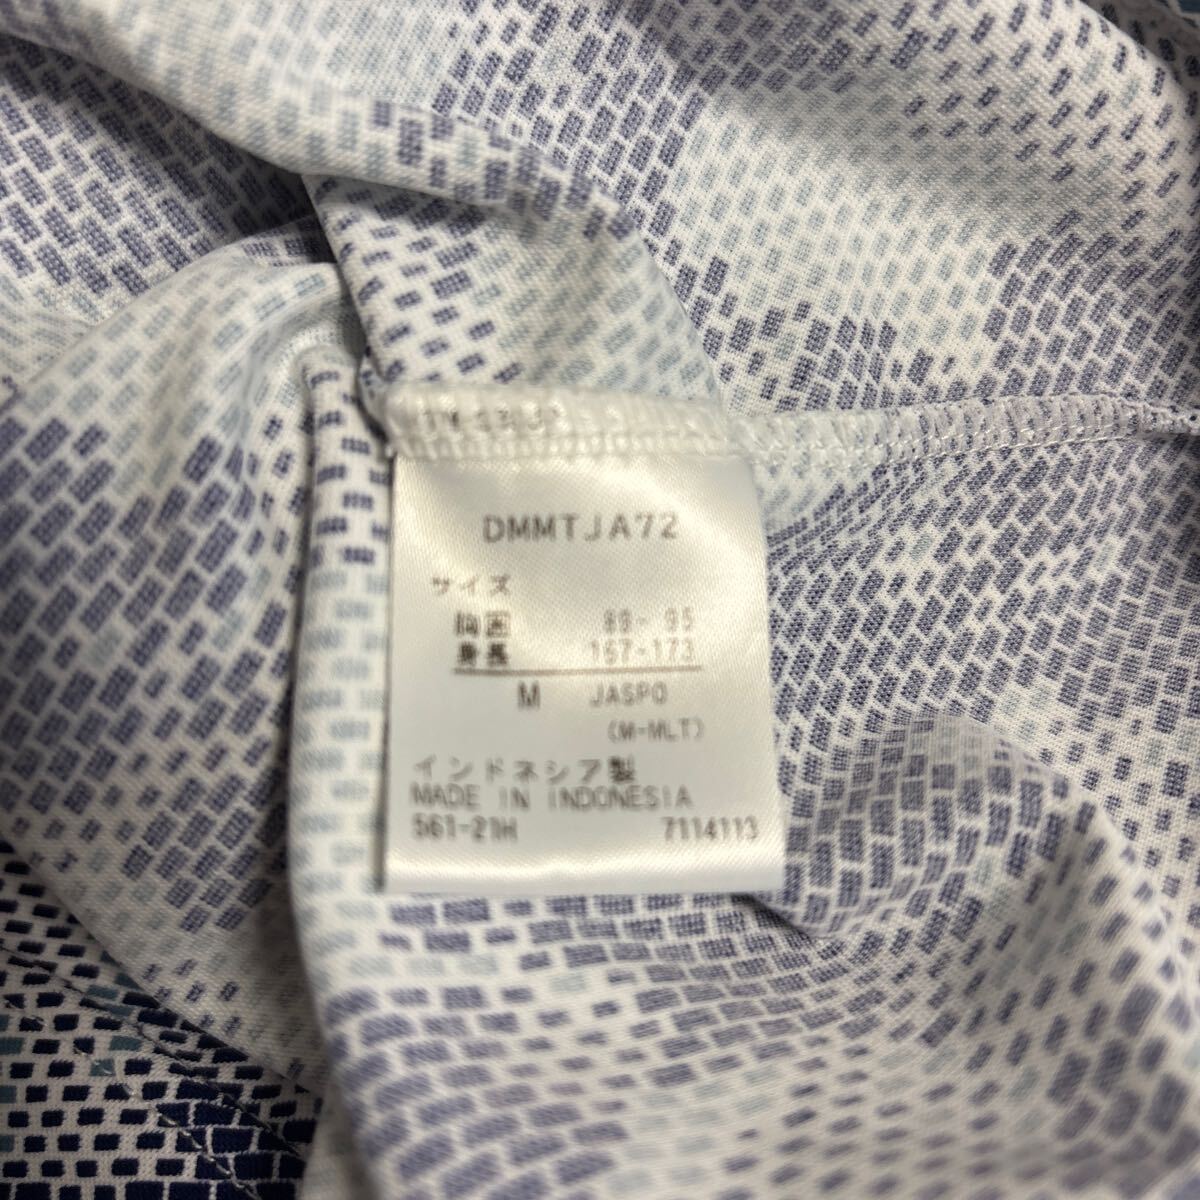 DMMTJA72
サイズ
胸囲 89-95
身長 167-173
M JASPO
(M-MLT)
インドネシア製
MADE IN INDONESIA
561-21H 7114113